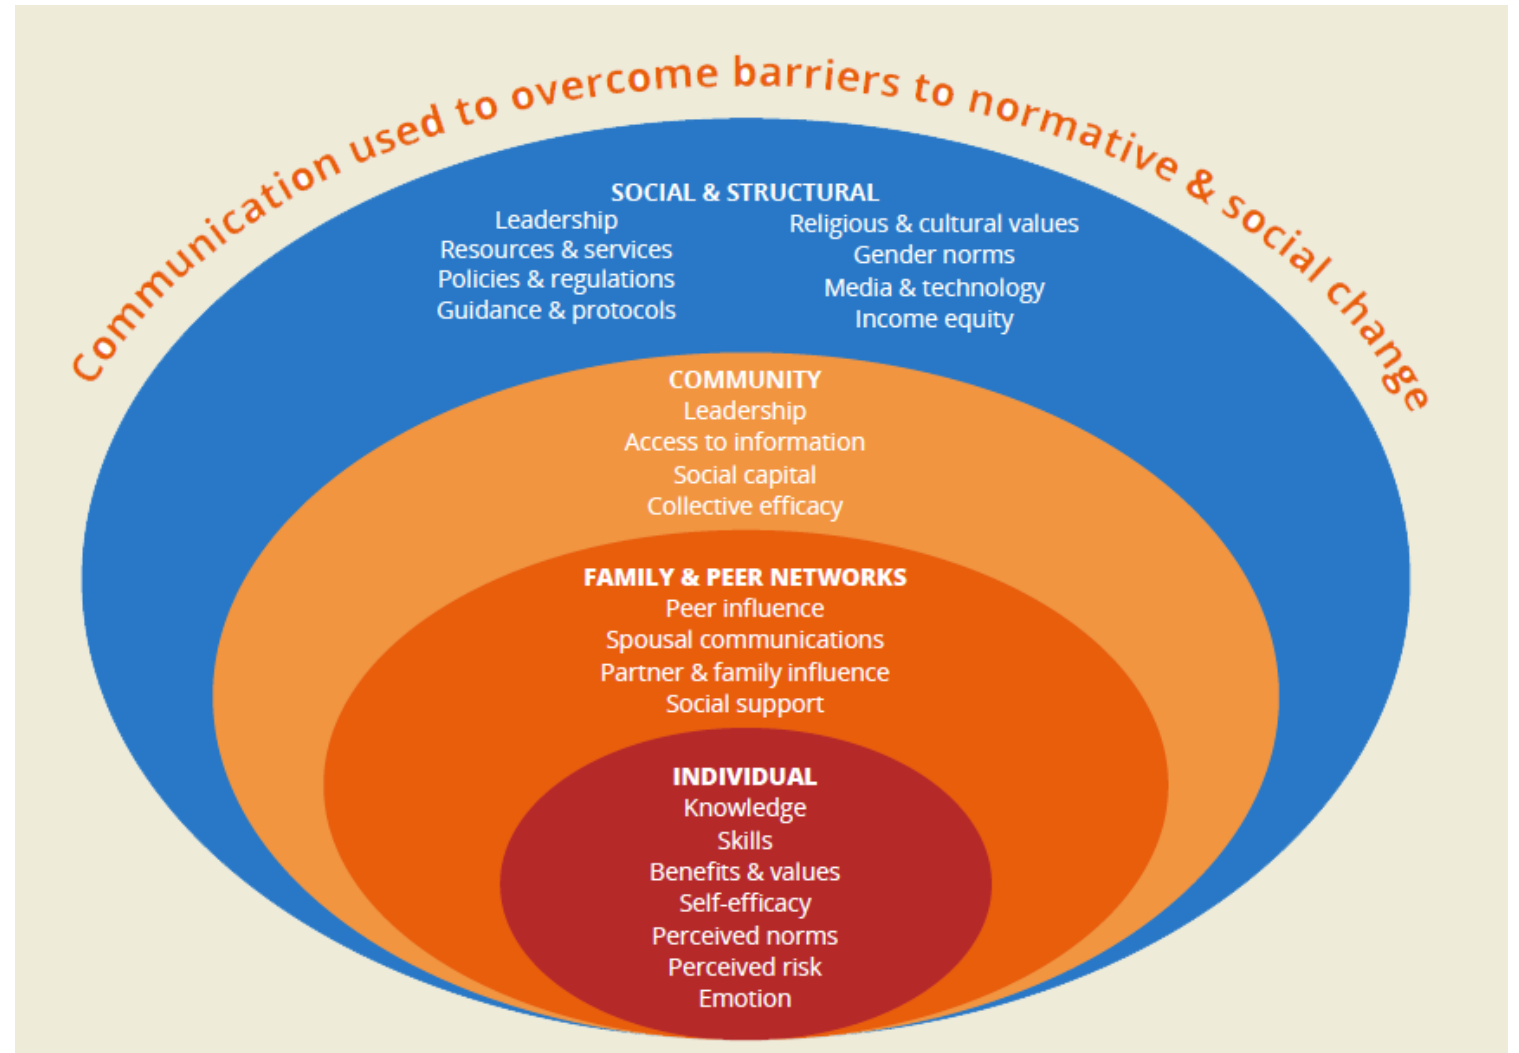 Communication used to overcome barriers to normative & social change
SOCIAL & STRUCTURAL
Leadership
Resources & services
Policies & regulations
Guidance & protocols
Religious & cultural values
Gender norms
Media & technology
Income equity
COMMUNITY
Leadership
Access to information
Social capital
Collective efficacy
FAMILY & PEER NETWORKS
Peer influence
Spousal communications
Partner & family influence
Social support
INDIVIDUAL
Knowledge
Skills
Benefits & values
Self-efficacy
Perceived norms
Perceived risk
Emotion